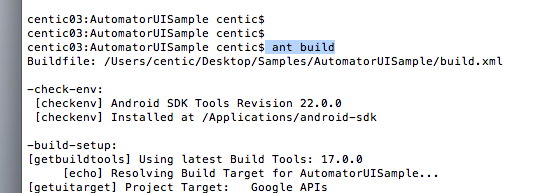 centic03:AutomatorUISample centic$
centic03:AutomatorUISample centic$
centic03:AutomatorUISample centic$ ant build
Buildfile: /Users/centic/Desktop/Samples/AutomatorUISample/build.xml
-check-env:
[checkenv] Android SDK Tools Revision 22.0.0
[checkenv] Installed at /Applications/android-sdk
-build-setup:
[getbuildtools] Using latest Build Tools: 17.0.0
[echo] Resolving Build Target for AutomatorUISample...
[getuitarget] Project Target:   Google APIs